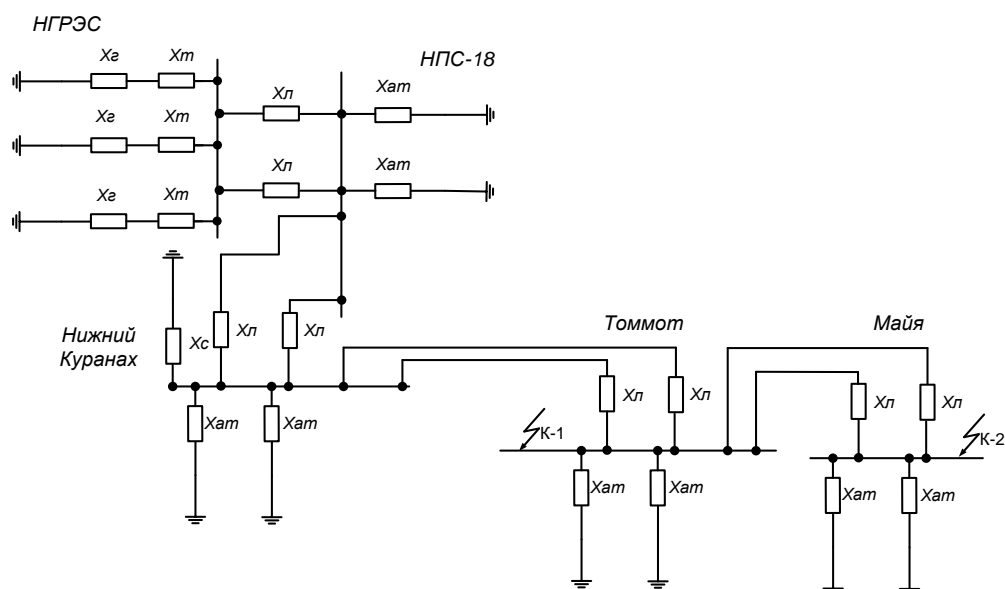 НГРЭС
Xг Xт
НПС-18
Xл Xат
Xг Xт
Xл Xат
Xг Xт
Нижний
Куранах
Xс Xл Xл
Томмот
Майя
Xл Xл
Xл Xл
Xат Xат
К-1
К-2
Xат Xат
Xат Xат